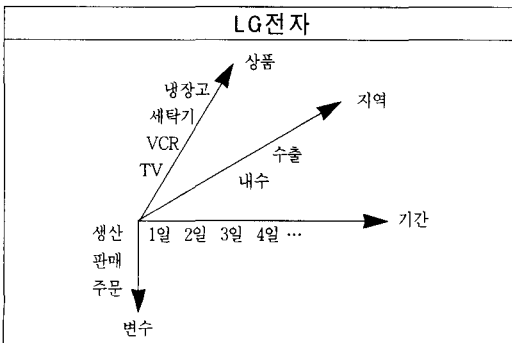 LG전자
상품
냉장고
지역
세탁기
VCR
수출
TV
내수
생산 1일 2일 3일 4일 … 기간
판매
주문
변수